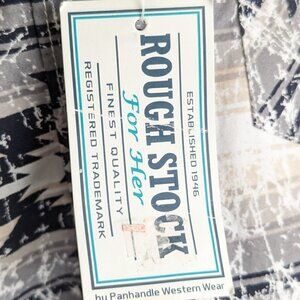 ESTABLISHED 1946
ROUGH STOCK
For Her
FINEST QUALITY
REGISTERED TRADEMARK
by Panhandle Western Wear